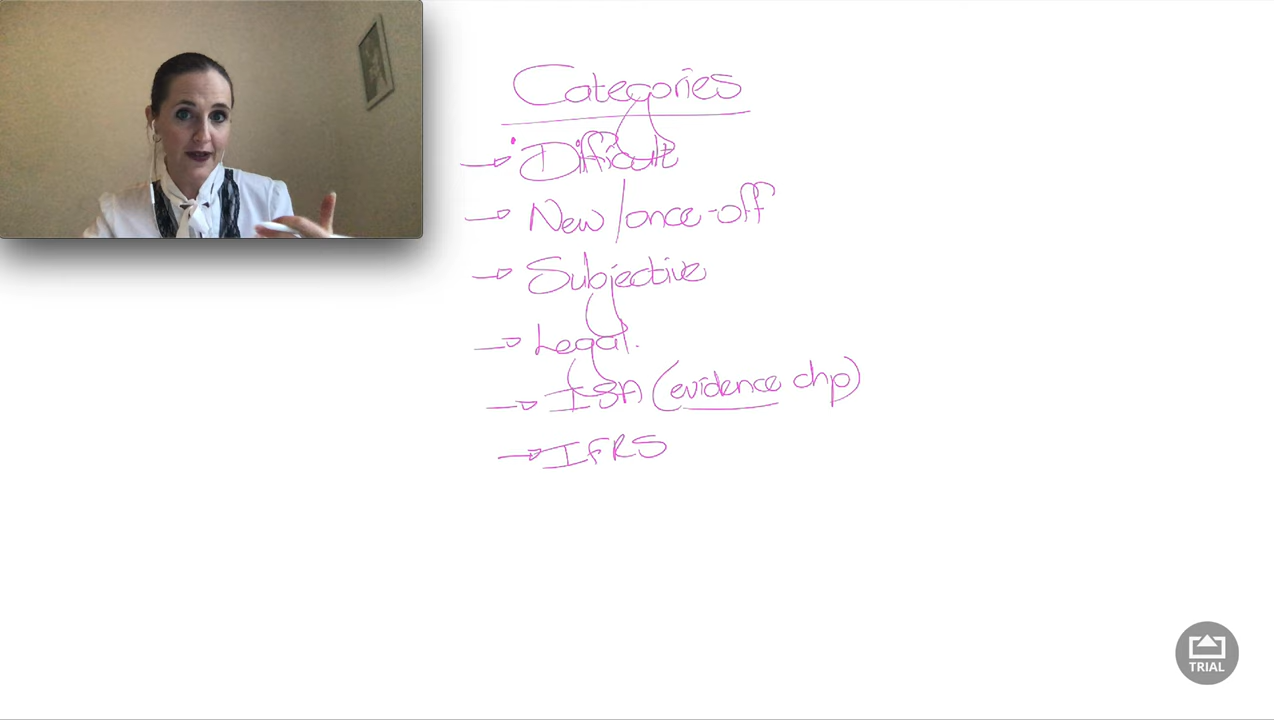 Categories
→ Difficult
→ New/once-off
→ Subjective
→ Legal.
→ ISA (evidence chp)
→ IFRS
TRIAL